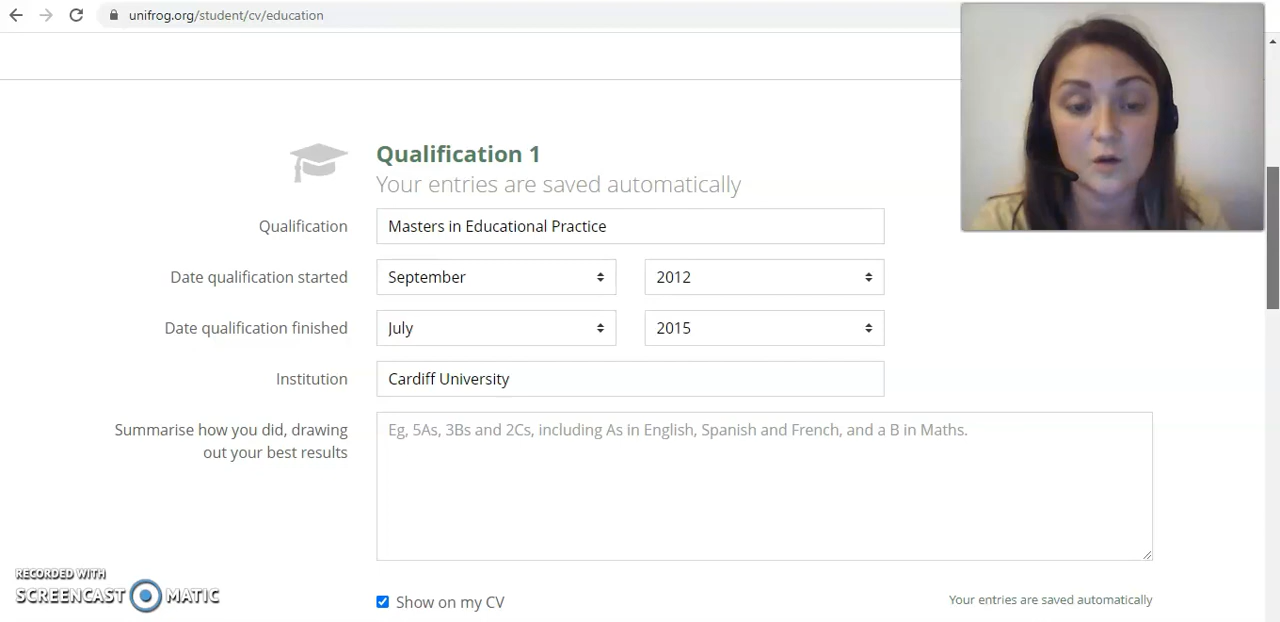 unifrog.org/student/cv/education
Qualification 1
Your entries are saved automatically
Qualification
Masters in Educational Practice
Date qualification started
September
2012
Date qualification finished
July
2015
Institution
Cardiff University
Summarise how you did, drawing
out your best results
Eg, 5As, 3Bs and 2Cs, including As in English, Spanish and French, and a B in Maths.
Show on my CV
Your entries are saved automatically
RECORDED WITH
SCREENCAST MATIC